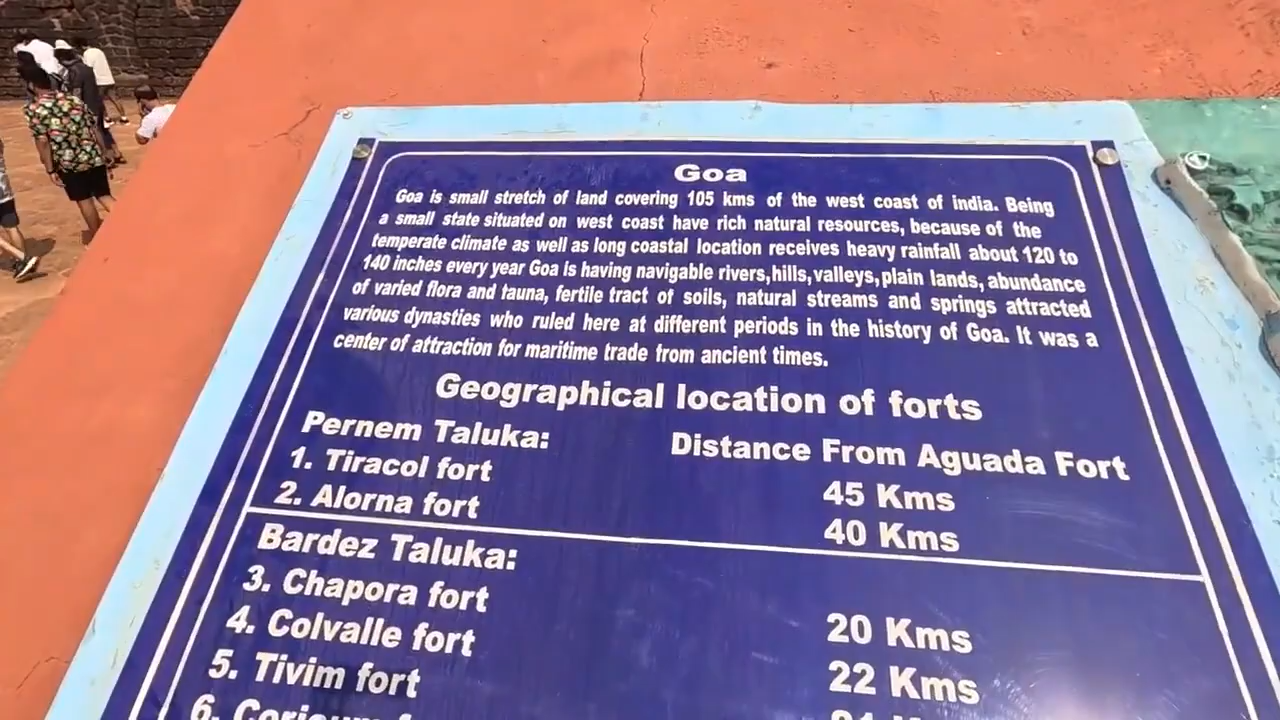 Goa
Goa is small stretch of land covering 105 kms of the west coast of india. Being
a small state situated on west coast have rich natural resources, because of the
temperate climate as well as long coastal location receives heavy rainfall about 120 to
140 inches every year Goa is having navigable rivers,hills,valleys,plain lands, abundance
of varied flora and tauna, fertile tract of soils, natural streams and springs attracted
various dynasties who ruled here at different periods in the history of Goa. It was a
center of attraction for maritime trade from ancient times.
Geographical location of forts
Pernem Taluka: Distance From Aguada Fort
1. Tiracol fort 45 Kms
2. Alorna fort 40 Kms
Bardez Taluka:
3. Chapora fort 20 Kms
4. Colvalle fort 22 Kms
5. Tivim fort
6.